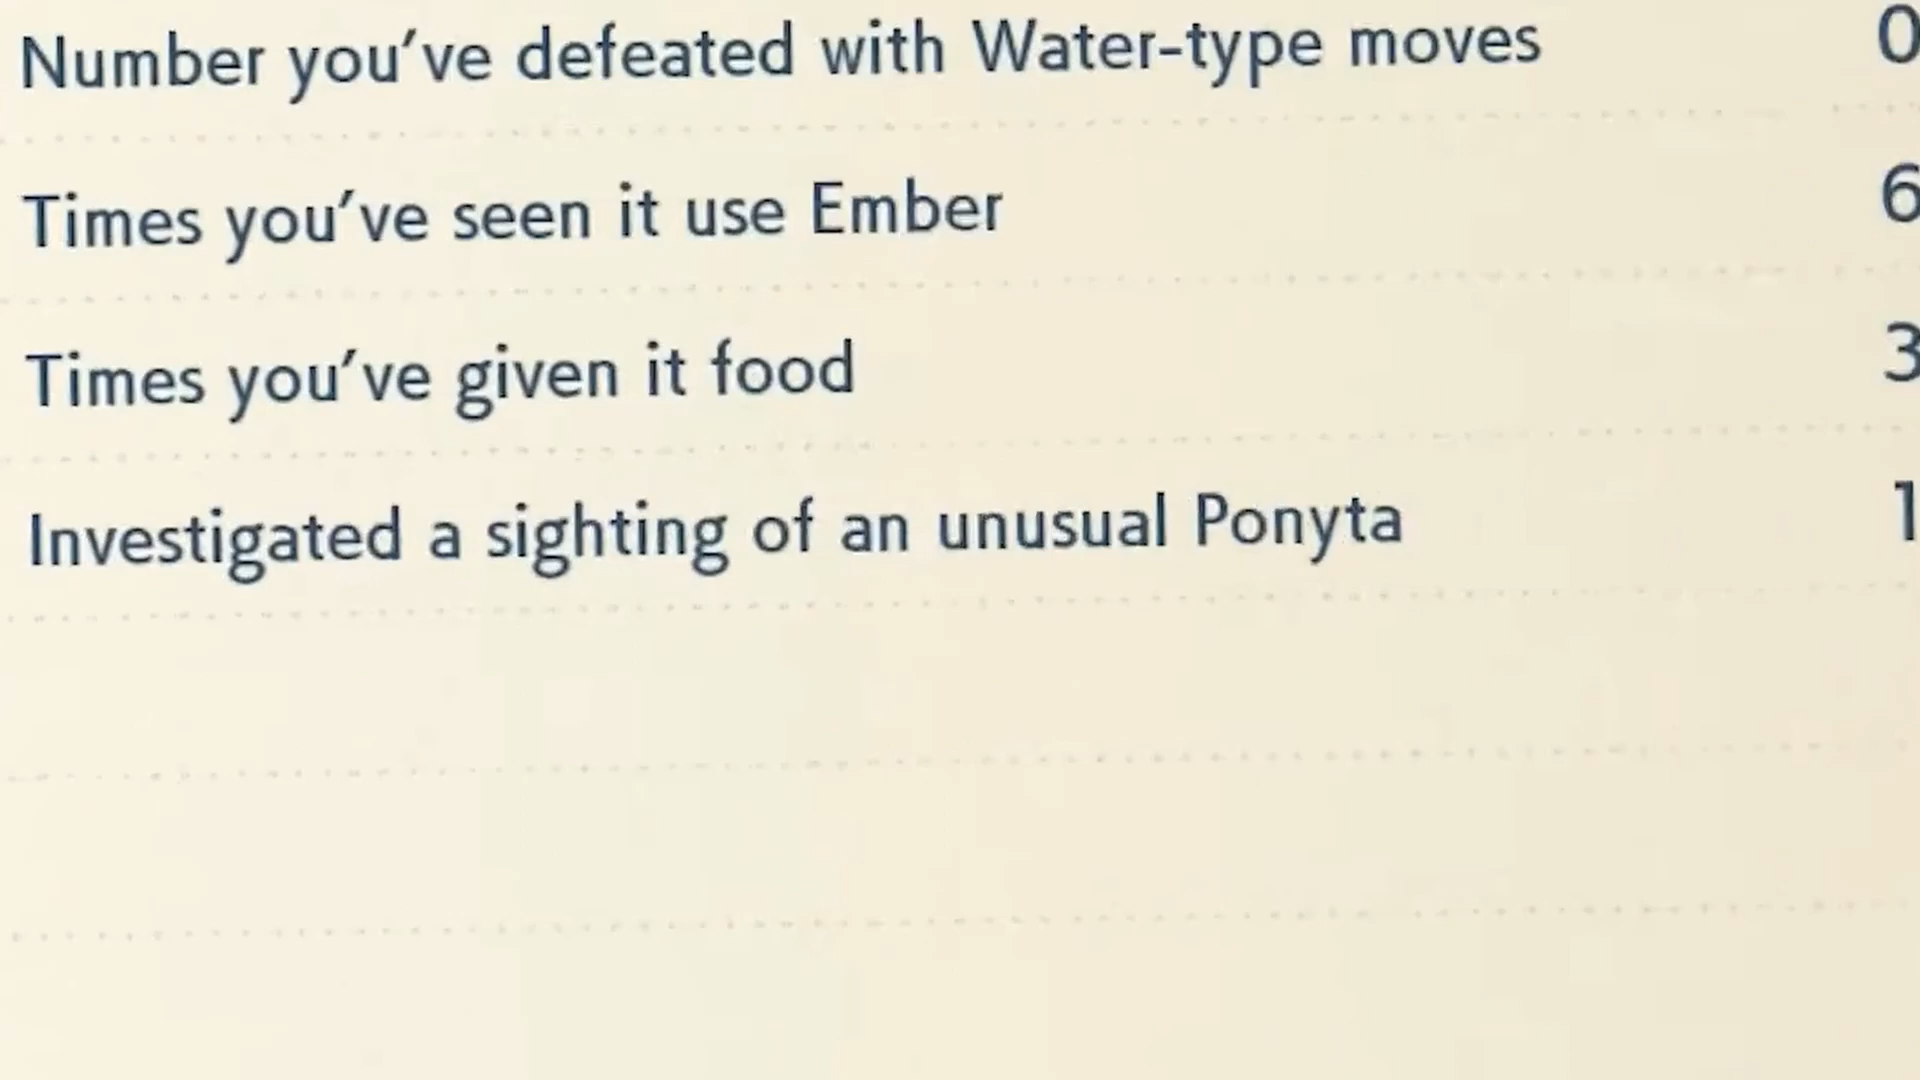 Number you've defeated with Water-type moves 0
Times you've seen it use Ember 6
Times you've given it food 3
Investigated a sighting of an unusual Ponyta 1